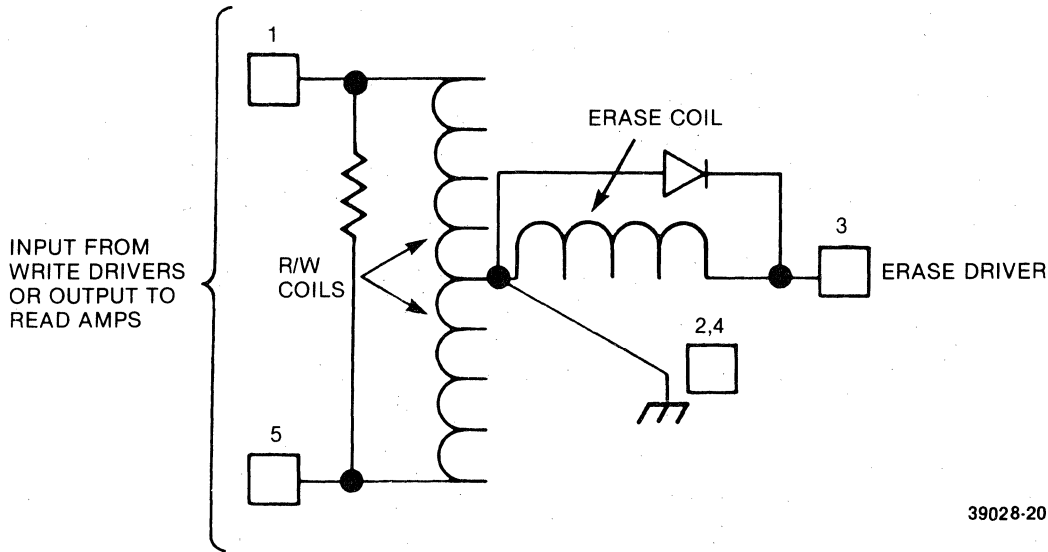 1
ERASE COIL
INPUT FROM
WRITE DRIVERS
OR OUTPUT TO
READ AMPS
R/W
COILS
3
ERASE DRIVER
2,4
5
39028-20